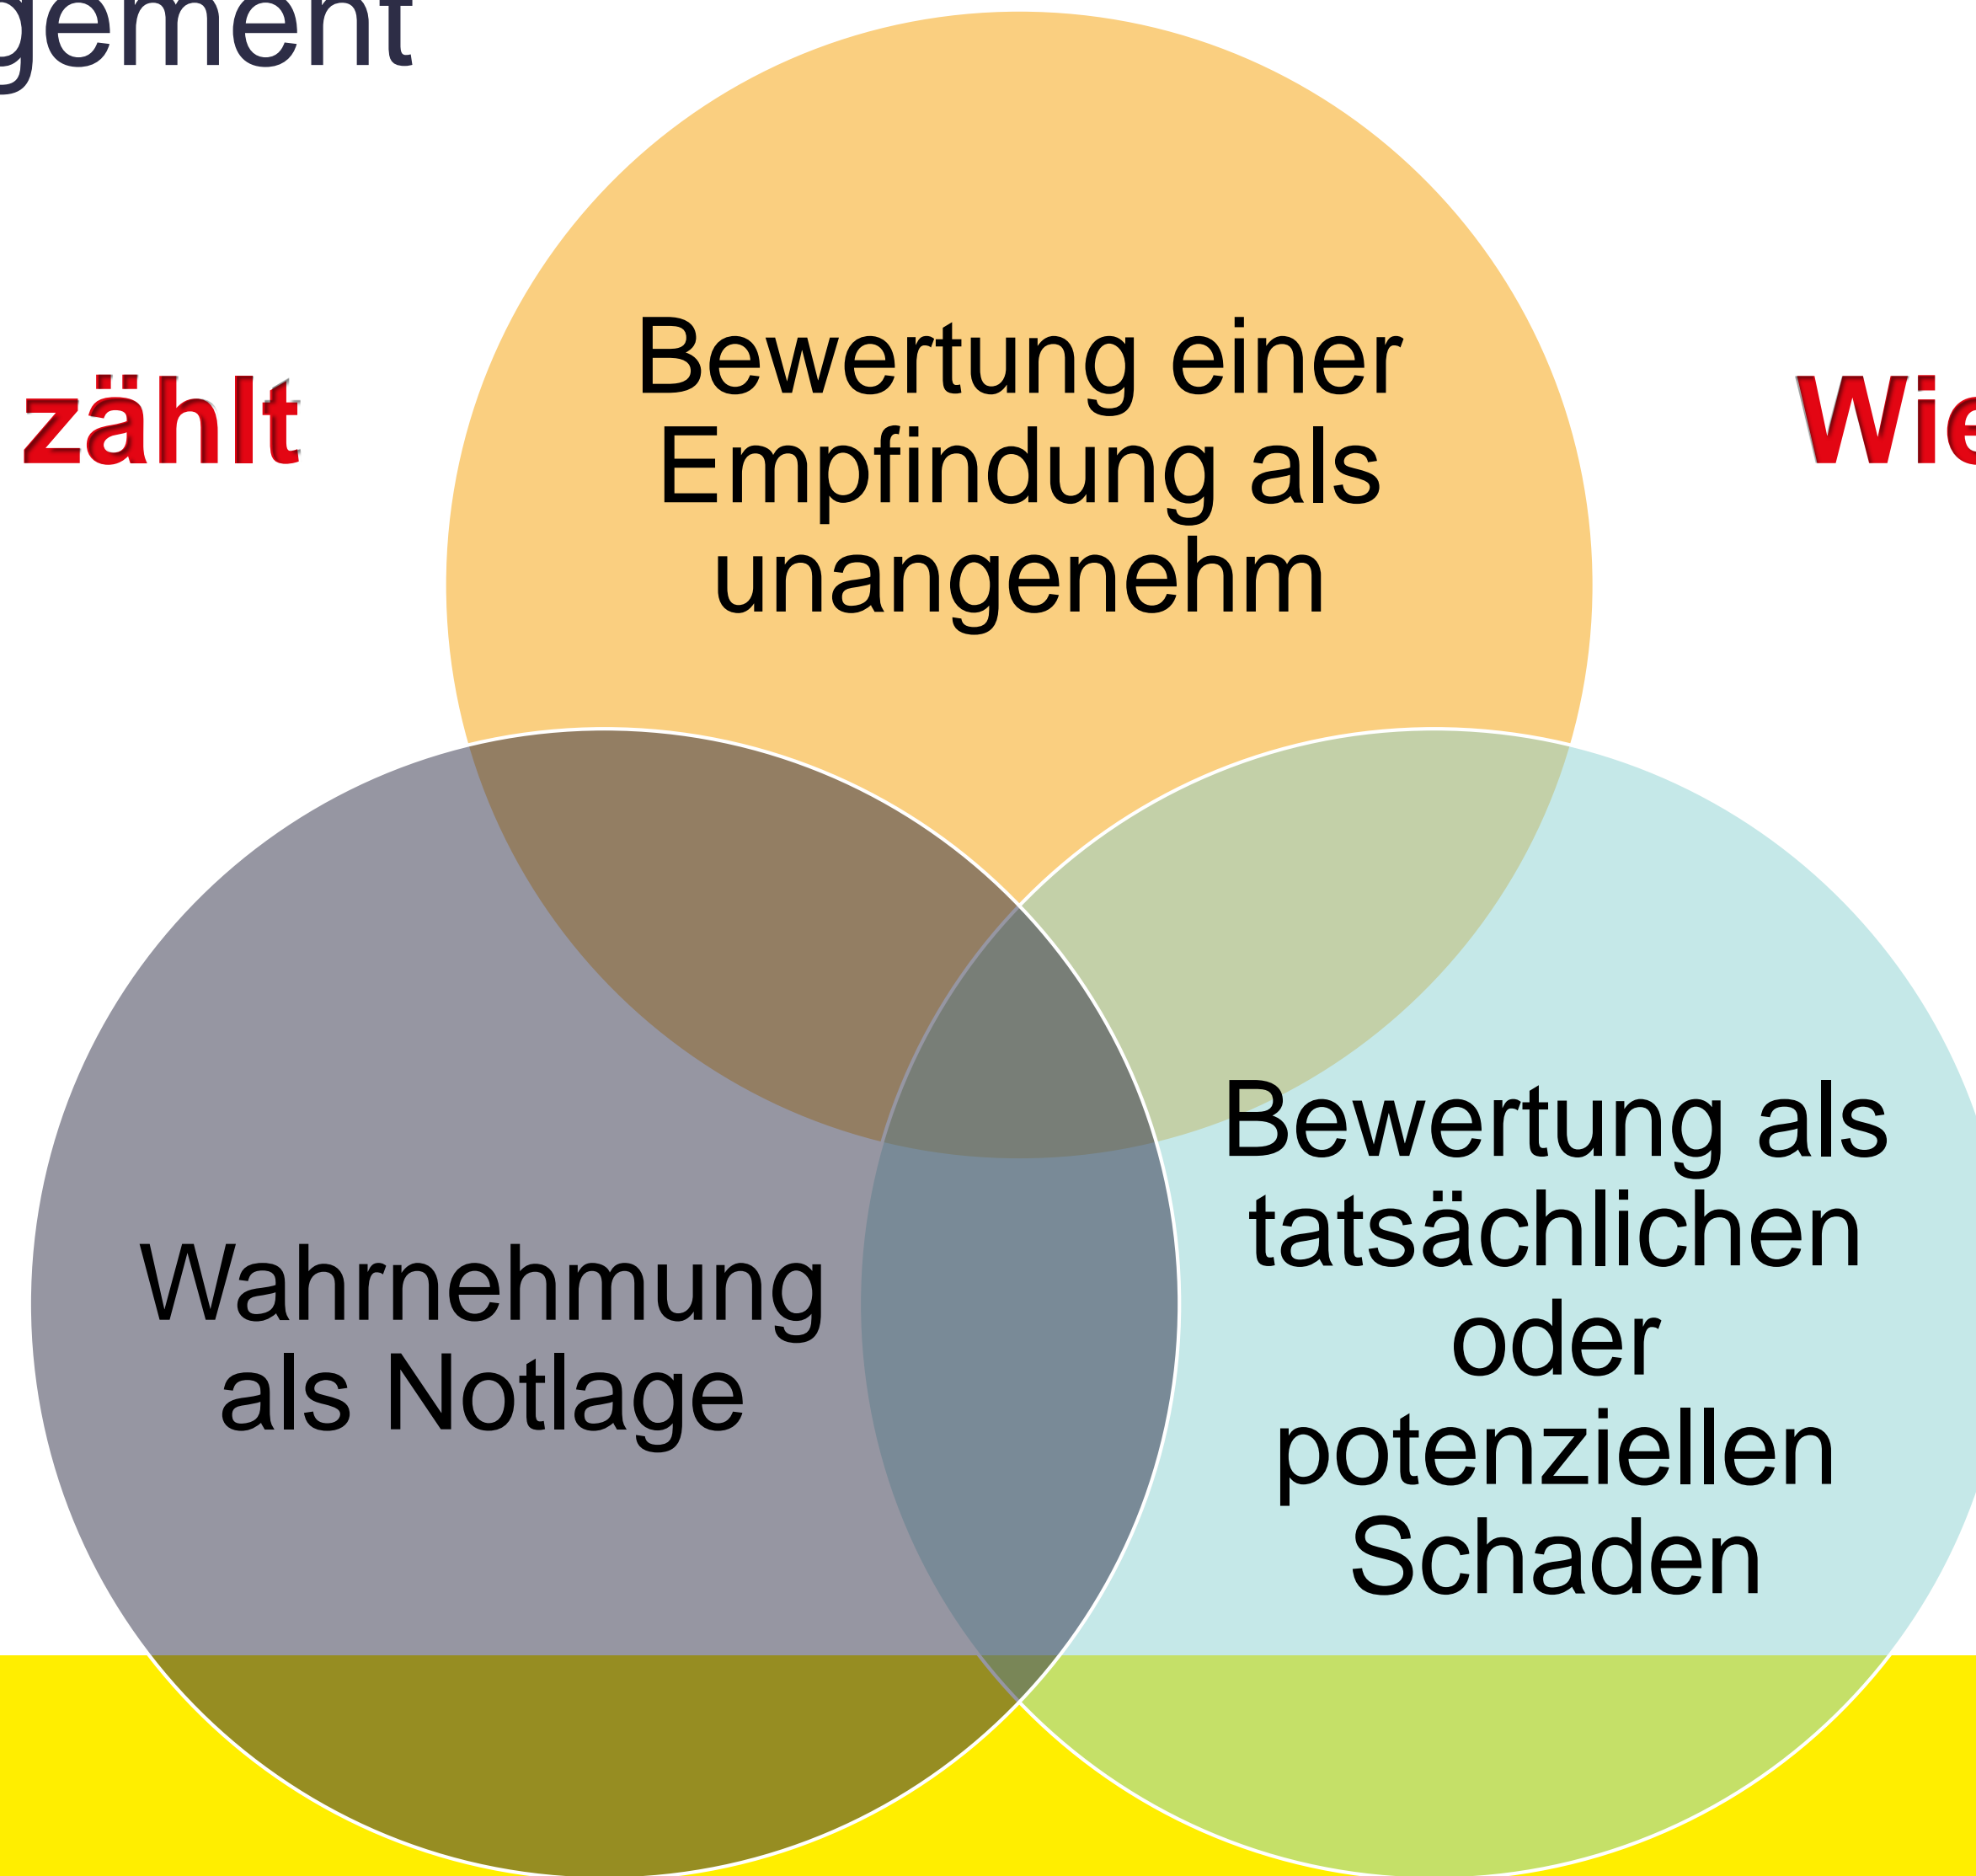 gement
zählt
Wie
Bewertung einer
Empfindung als
unangenehm
Wahrnehmung
als Notlage
Bewertung als
tatsächlichen
oder
potenziellen
Schaden